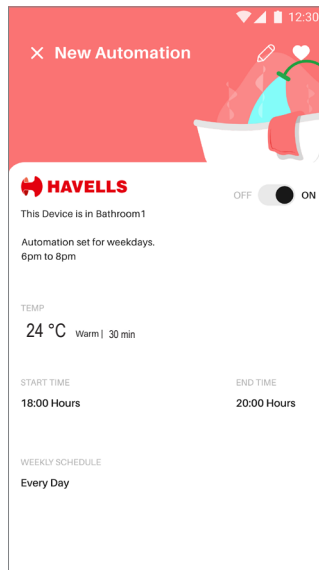 12:30
New Automation
HAVELLS
OFF ON
This Device is in Bathroom1
Automation set for weekdays.
6pm to 8pm
TEMP
24 °C Warm | 30 min
START TIME END TIME
18:00 Hours 20:00 Hours
WEEKLY SCHEDULE
Every Day